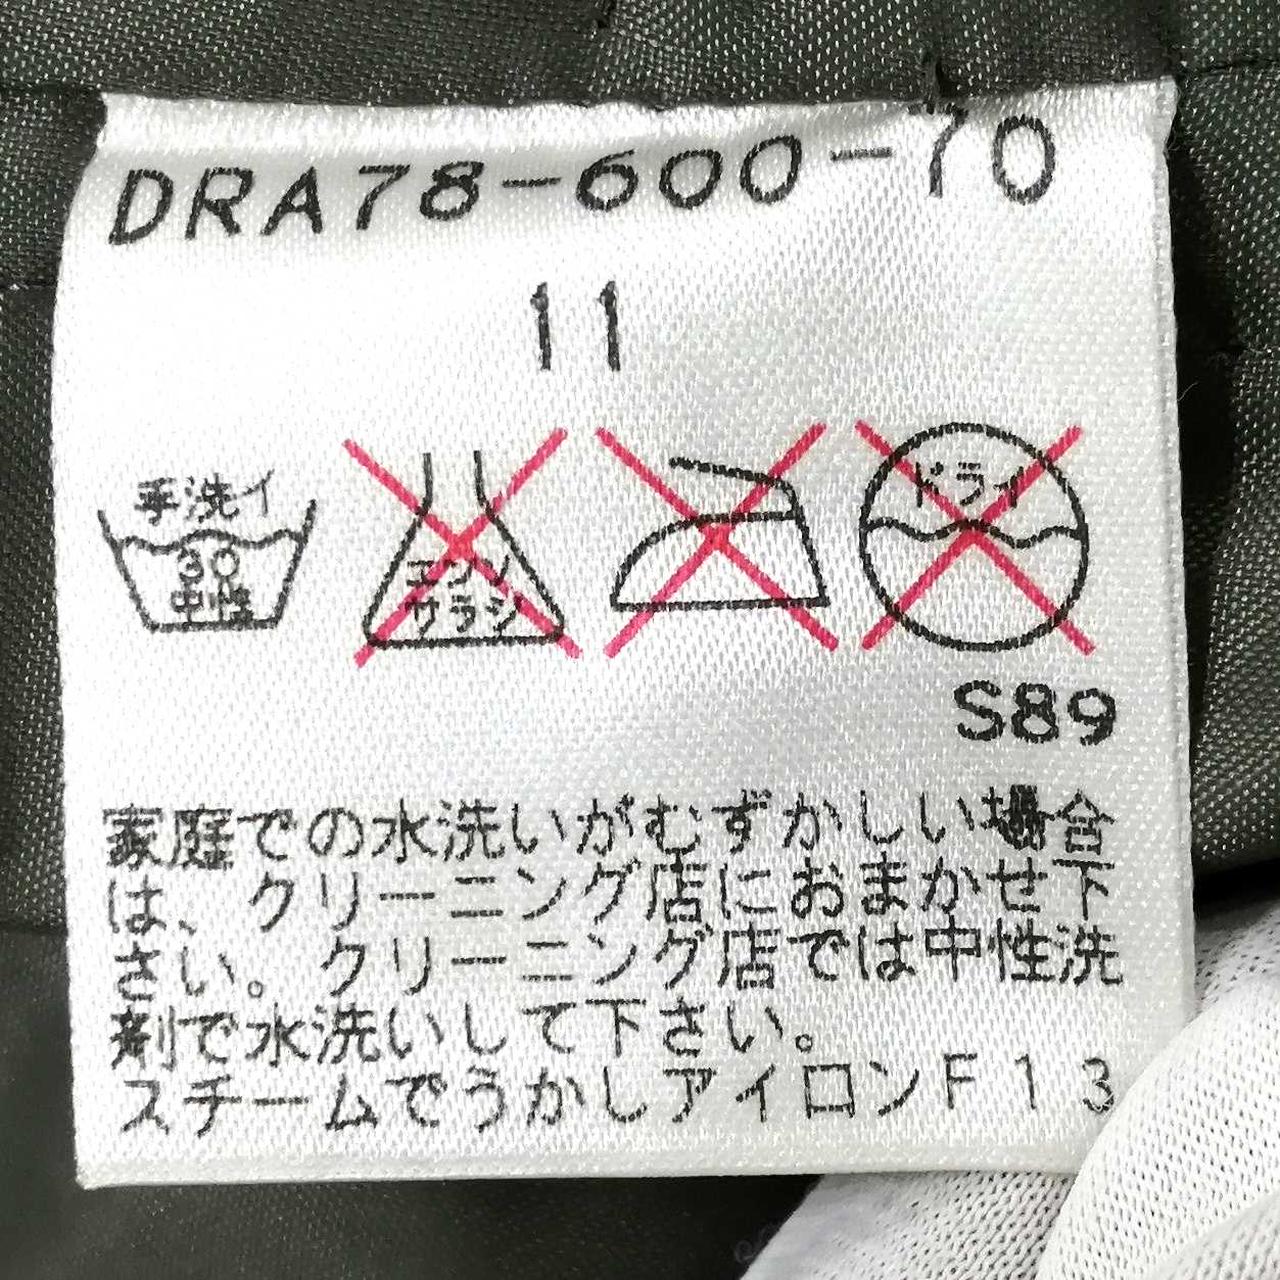 DRA78-600-70
11
手洗イ
30
中性
エンソ
サラシ
ドライ
S89
家庭での水洗いがむずかしい場合
は、クリーニング店におまかせ下
さい。クリーニング店では中性洗
剤で水洗いして下さい。
スチームでうかしアイロンF13